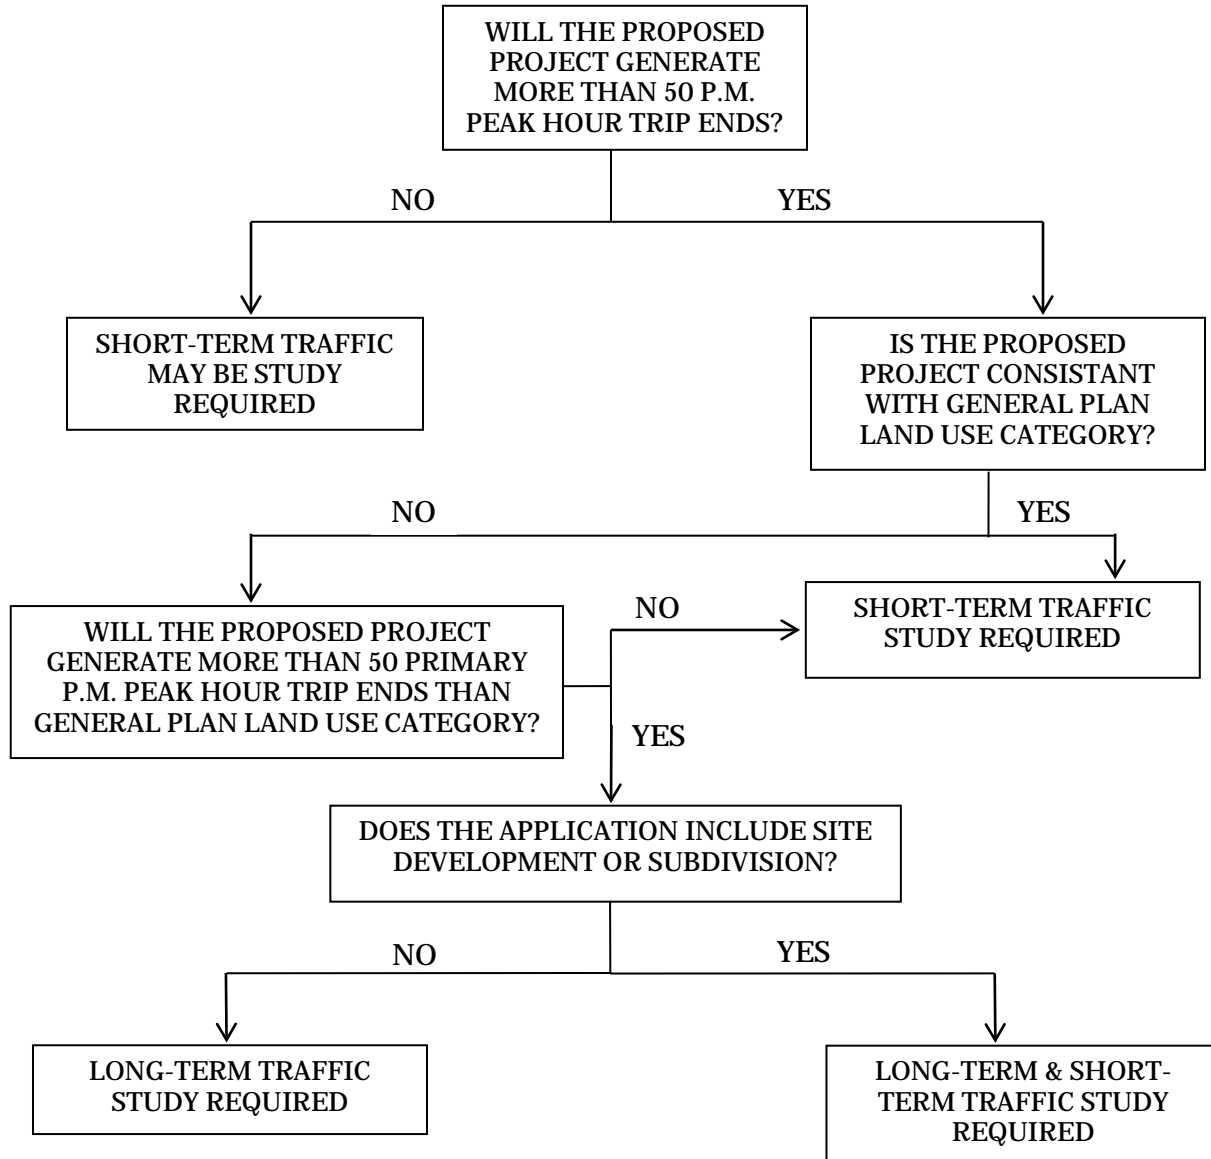 WILL THE PROPOSED
PROJECT GENERATE
MORE THAN 50 P.M.
PEAK HOUR TRIP ENDS?
NO
YES
SHORT-TERM TRAFFIC
MAY BE STUDY
REQUIRED
IS THE PROPOSED
PROJECT CONSISTANT
WITH GENERAL PLAN
LAND USE CATEGORY?
NO
YES
WILL THE PROPOSED PROJECT
GENERATE MORE THAN 50 PRIMARY
P.M. PEAK HOUR TRIP ENDS THAN
GENERAL PLAN LAND USE CATEGORY?
NO
SHORT-TERM TRAFFIC
STUDY REQUIRED
YES
DOES THE APPLICATION INCLUDE SITE
DEVELOPMENT OR SUBDIVISION?
NO
YES
LONG-TERM TRAFFIC
STUDY REQUIRED
LONG-TERM & SHORT-
TERM TRAFFIC STUDY
REQUIRED